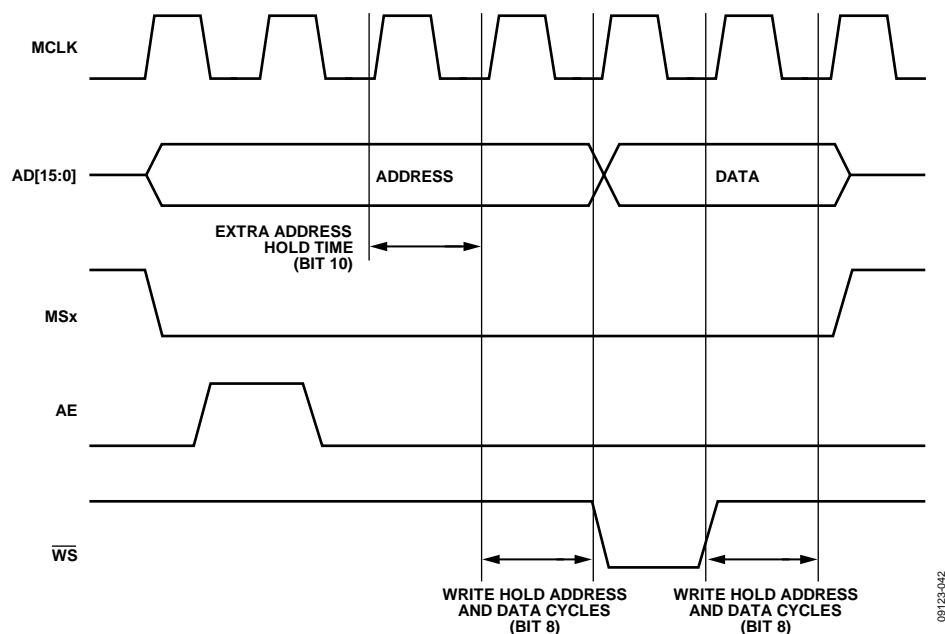 MCLK
AD[15:0]
ADDRESS
DATA
EXTRA ADDRESS
HOLD TIME
(BIT 10)
MSx
AE
WS
WRITE HOLD ADDRESS
AND DATA CYCLES
(BIT 8)
WRITE HOLD ADDRESS
AND DATA CYCLES
(BIT 8)
09123-042